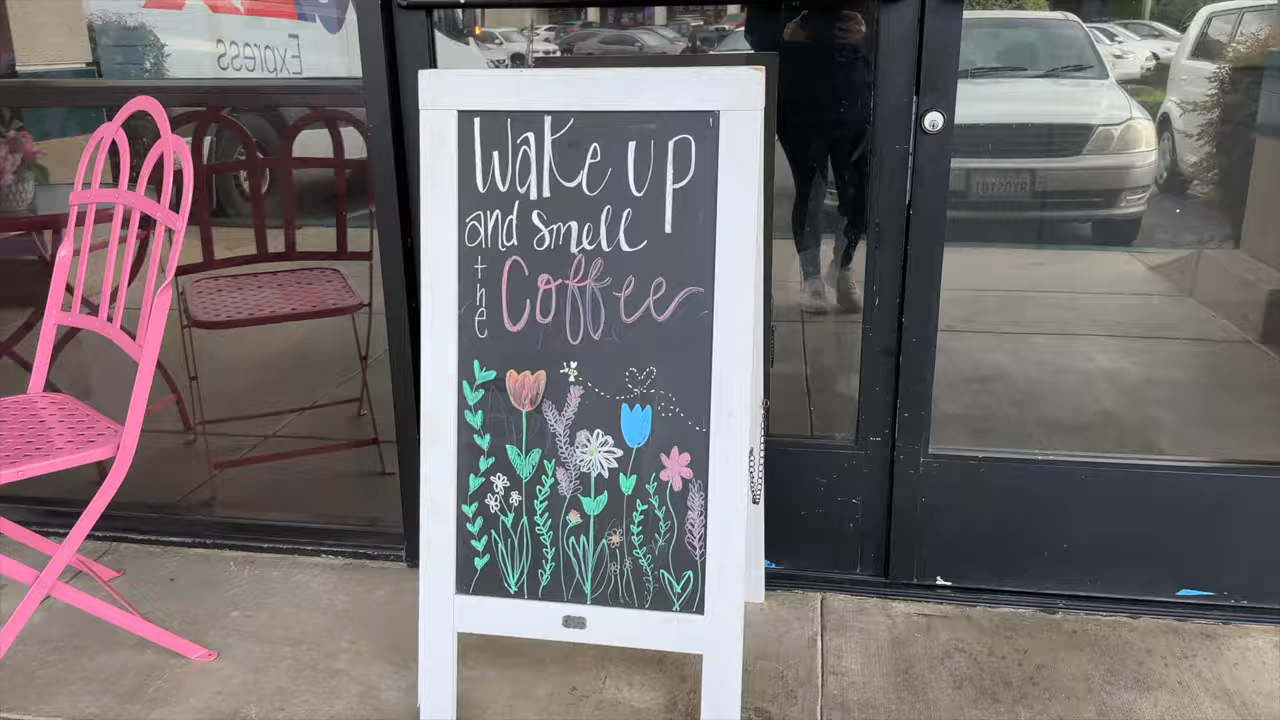 Express
Wake up
and smell
the
Coffee